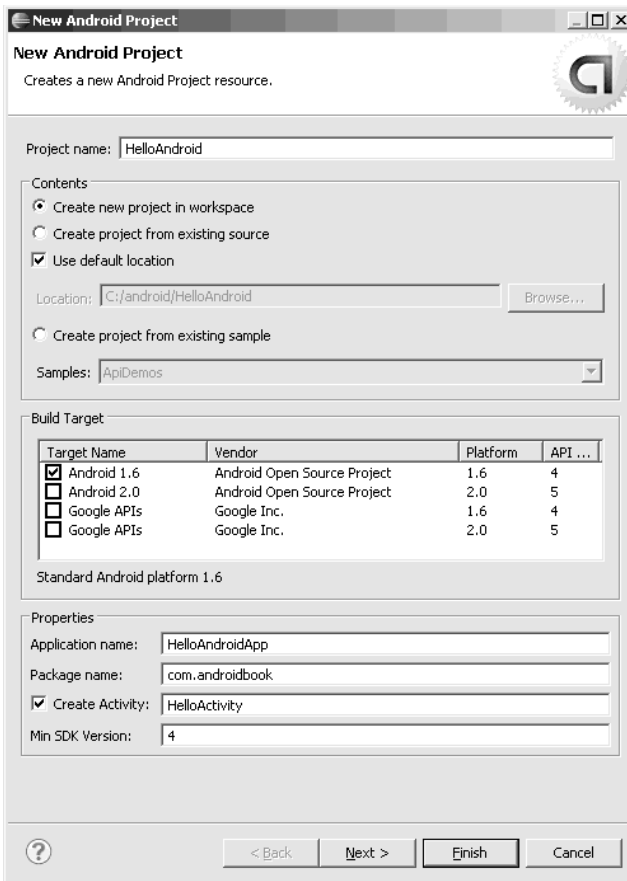 New Android Project
New Android Project
Creates a new Android Project resource.
Project name: HelloAndroid
Contents
Create new project in workspace
Create project from existing source
Use default location
Location: C:/android/HelloAndroid Browse...
Create project from existing sample
Samples: ApiDemos
Build Target
Target Name Vendor Platform API ...
Android 1.6 Android Open Source Project 1.6 4
Android 2.0 Android Open Source Project 2.0 5
Google APIs Google Inc. 1.6 4
Google APIs Google Inc. 2.0 5
Standard Android platform 1.6
Properties
Application name: HelloAndroidApp
Package name: com.androidbook
Create Activity: HelloActivity
Min SDK Version: 4
? < Back Next > Finish Cancel